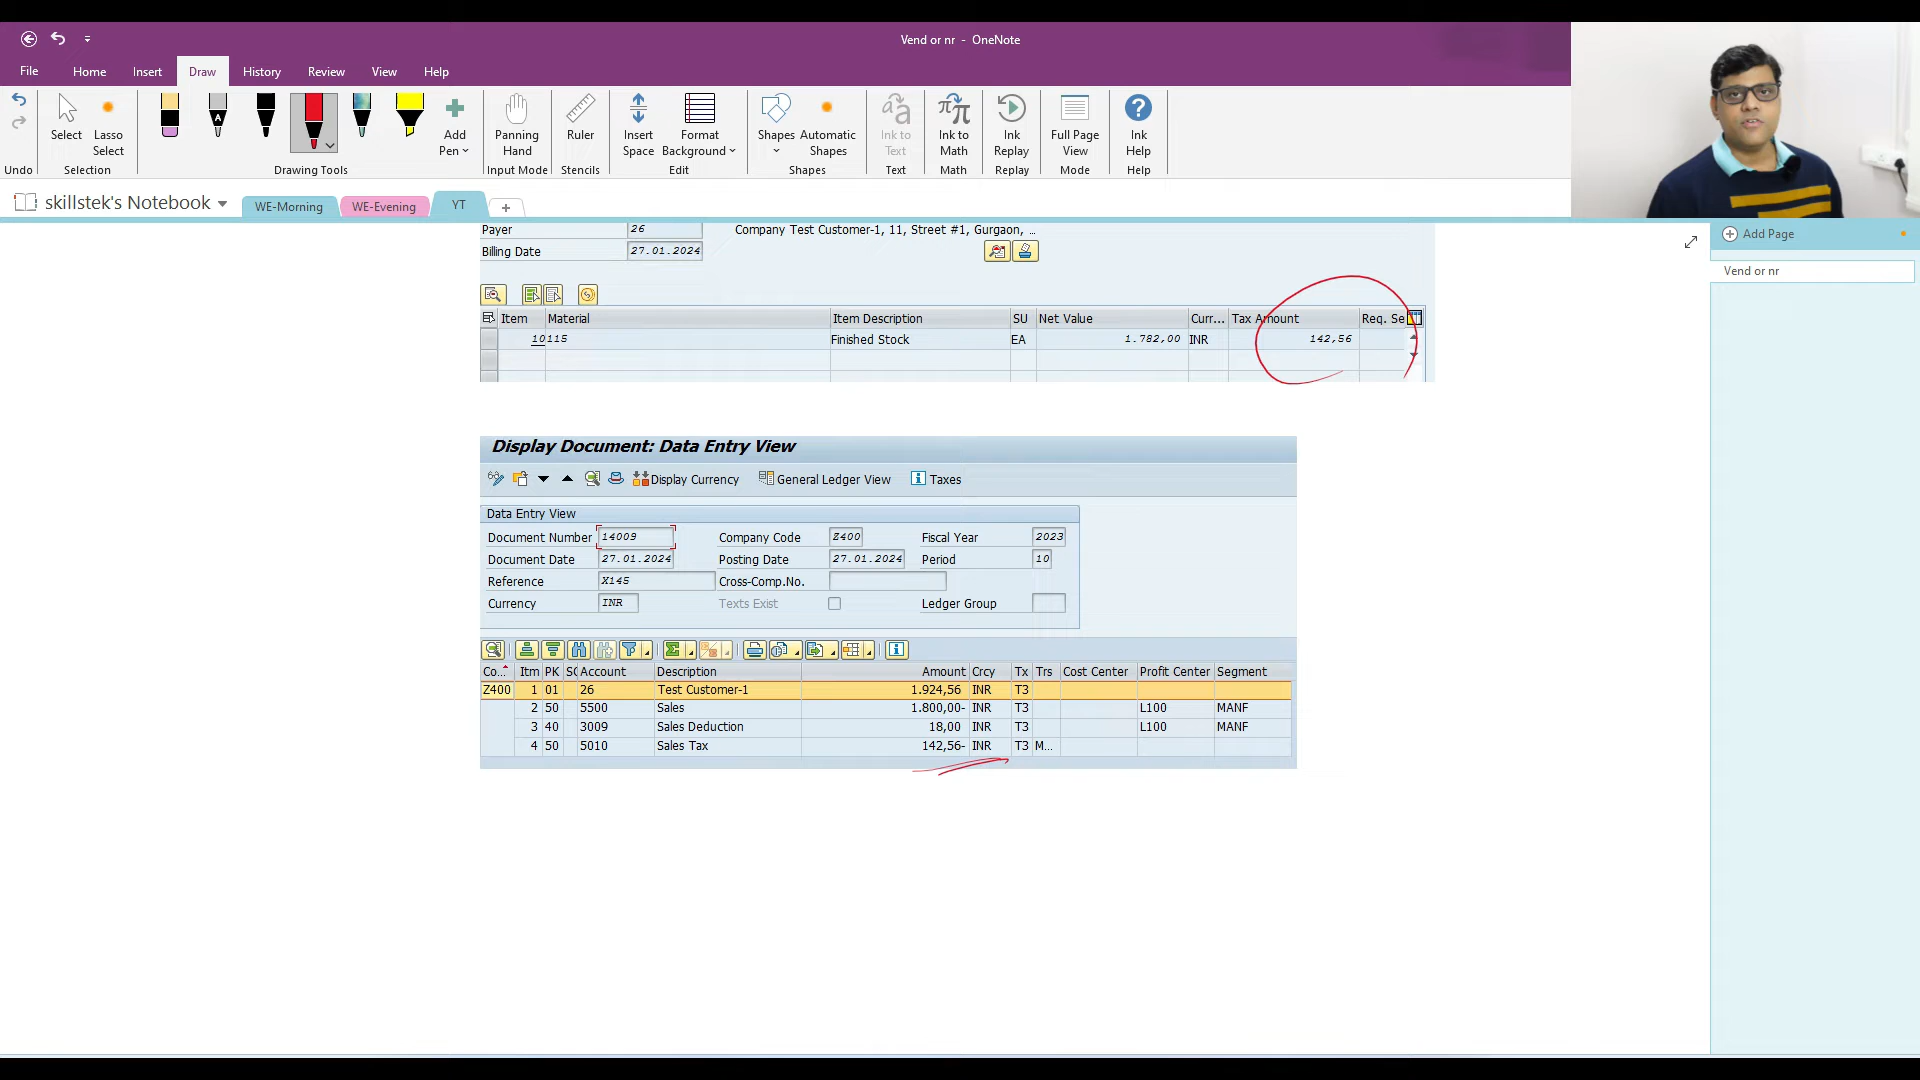 Vend or nr - OneNote
File Home Insert Draw History Review View Help
Select Lasso Select Add Pen Panning Hand Ruler Insert Space Format Background Shapes Automatic Shapes Ink to Text Ink to Math Ink Replay Full Page View Ink Help
Undo Selection Drawing Tools Input Mode Stencils Edit Shapes Text Math Replay Mode Help
skillstek's Notebook WE-Morning WE-Evening YT
Add Page
Vend or nr
Payer 26 Company Test Customer-1, 11, Street #1, Gurgaon, ...
Billing Date 27.01.2024
Item Material Item Description SU Net Value Curr... Tax Amount Req. Se
10 115 Finished Stock EA 1.782,00 INR 142,56
Display Document: Data Entry View
Display Currency General Ledger View Taxes
Data Entry View
Document Number 14009 Company Code Z400 Fiscal Year 2023
Document Date 27.01.2024 Posting Date 27.01.2024 Period 10
Reference X145 Cross-Comp.No.
Currency INR Texts Exist Ledger Group
Co... Itm PK SG Account Description Amount Crcy Tx Trs Cost Center Profit Center Segment
Z400 1 01 26 Test Customer-1 1.924,56 INR T3
2 50 5500 Sales 1.800,00- INR T3 L100 MANF
3 40 3009 Sales Deduction 18,00 INR T3 L100 MANF
4 50 5010 Sales Tax 142,56- INR T3 M...